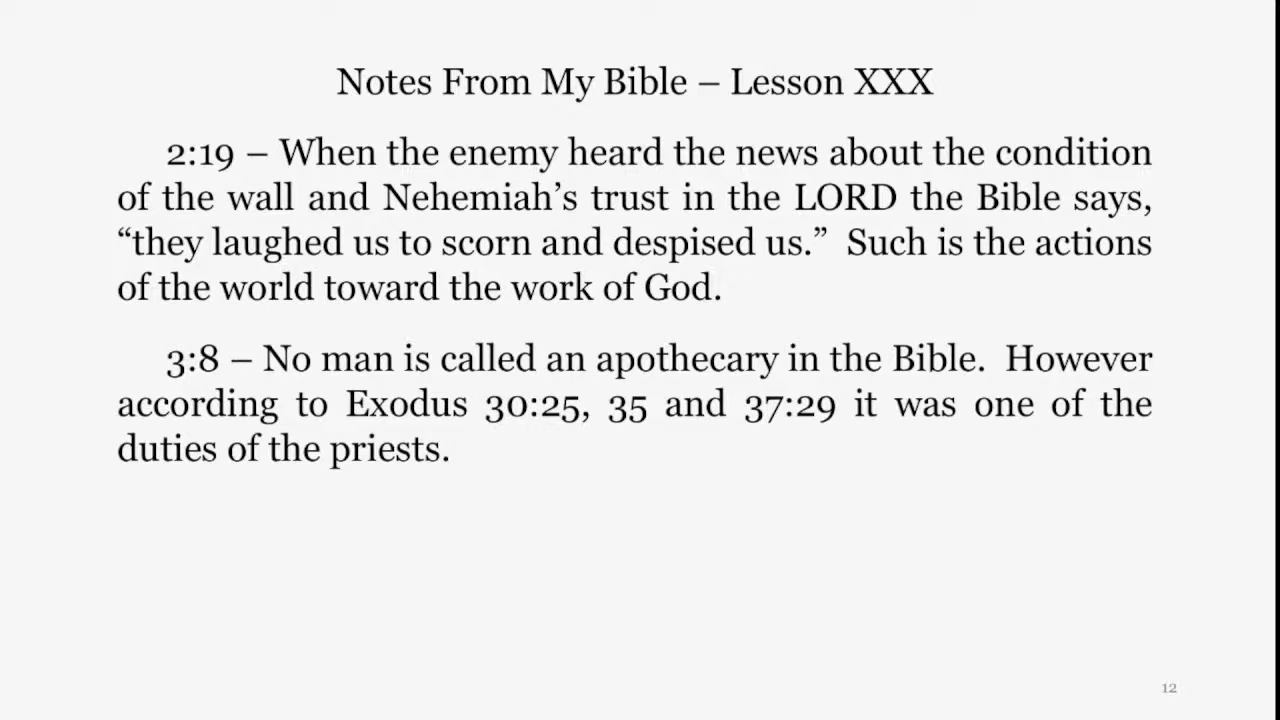 Notes From My Bible – Lesson XXX
2:19 – When the enemy heard the news about the condition
of the wall and Nehemiah’s trust in the LORD the Bible says,
“they laughed us to scorn and despised us.”  Such is the actions
of the world toward the work of God.
3:8 – No man is called an apothecary in the Bible.  However
according to Exodus 30:25, 35 and 37:29 it was one of the
duties of the priests.
12